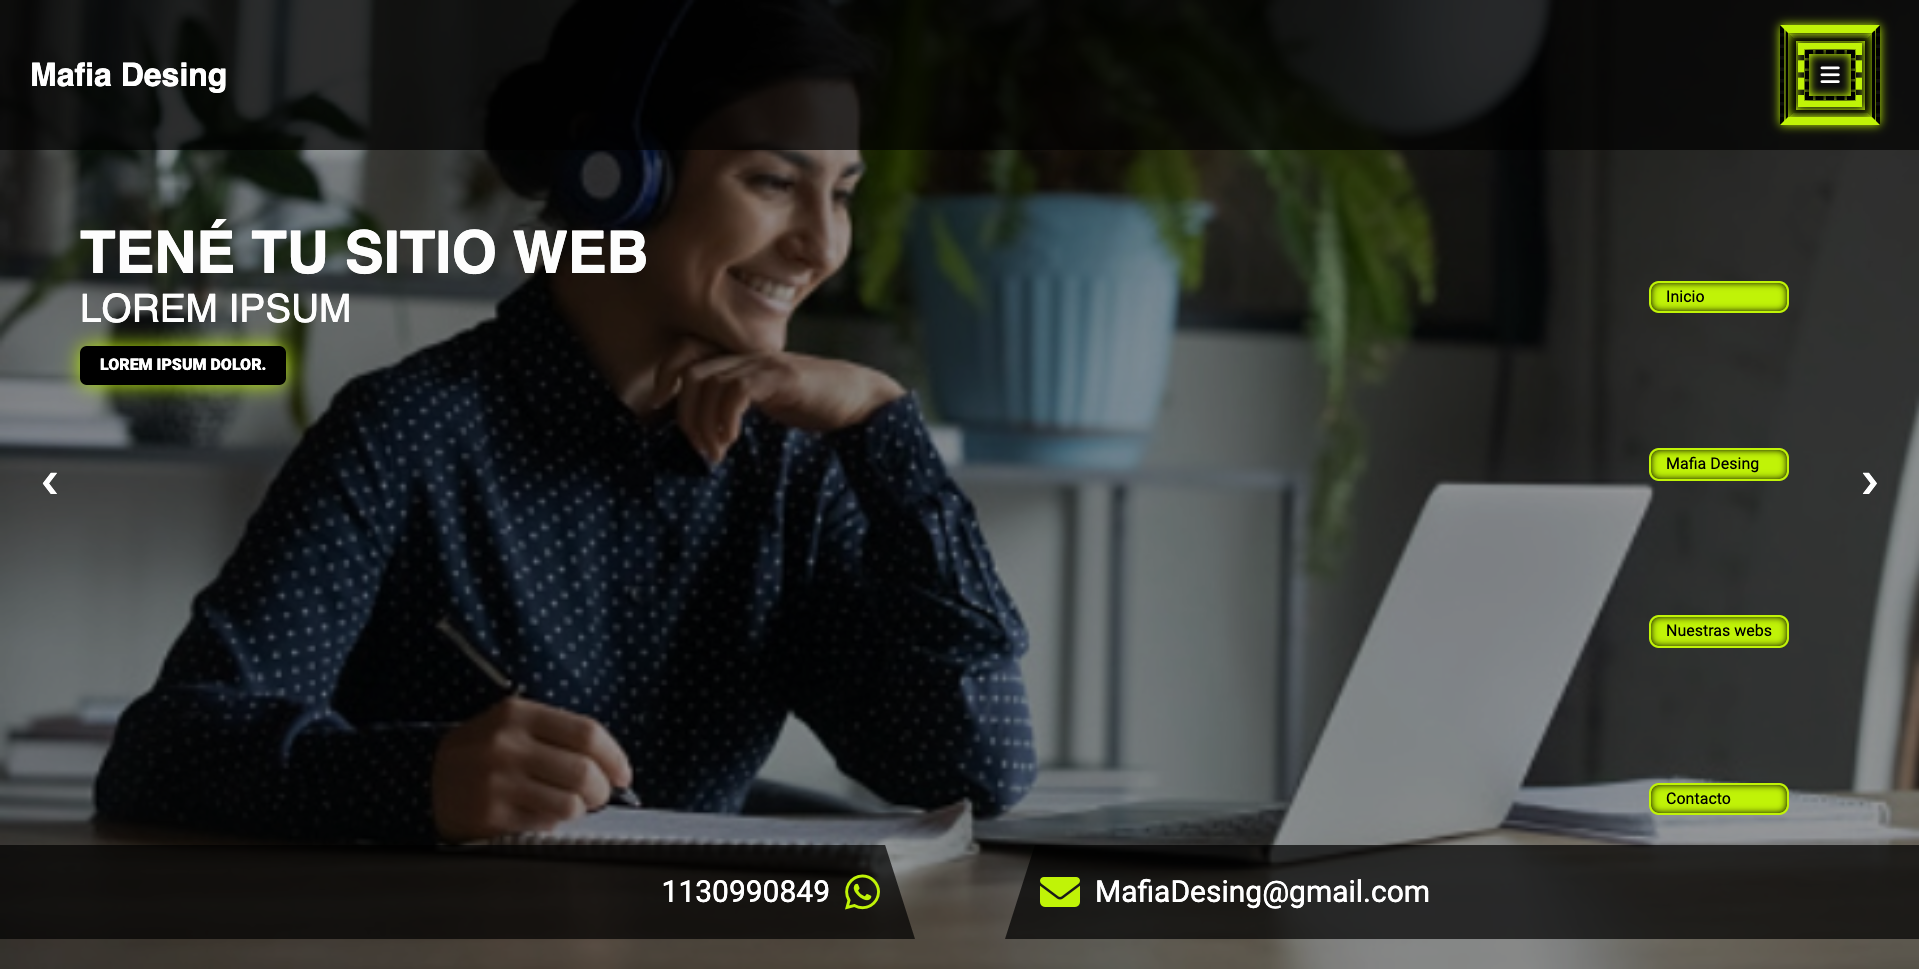 Mafia Desing
TENÉ TU SITIO WEB
LOREM IPSUM
LOREM IPSUM DOLOR.
Inicio
Mafia Desing
Nuestras webs
Contacto
1130990849
MafiaDesing@gmail.com